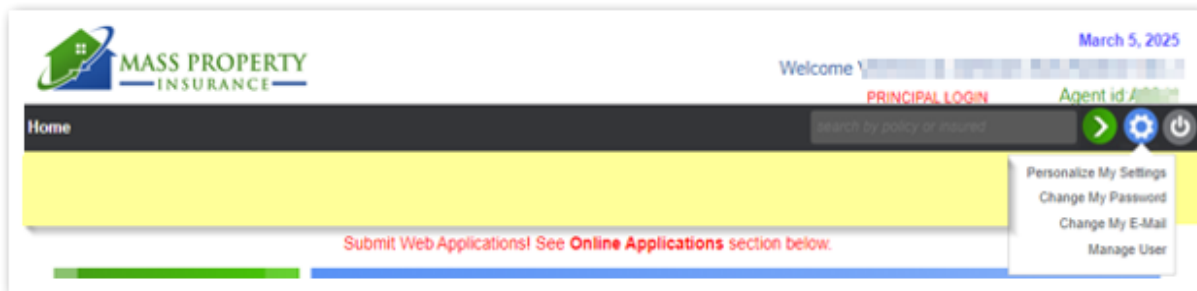 MASS PROPERTY
INSURANCE
March 5, 2025
Welcome
PRINCIPAL LOGIN
Agent id:
Home
search by policy or insured
Personalize My Settings
Change My Password
Change My E-Mail
Manage User
Submit Web Applications! See Online Applications section below.